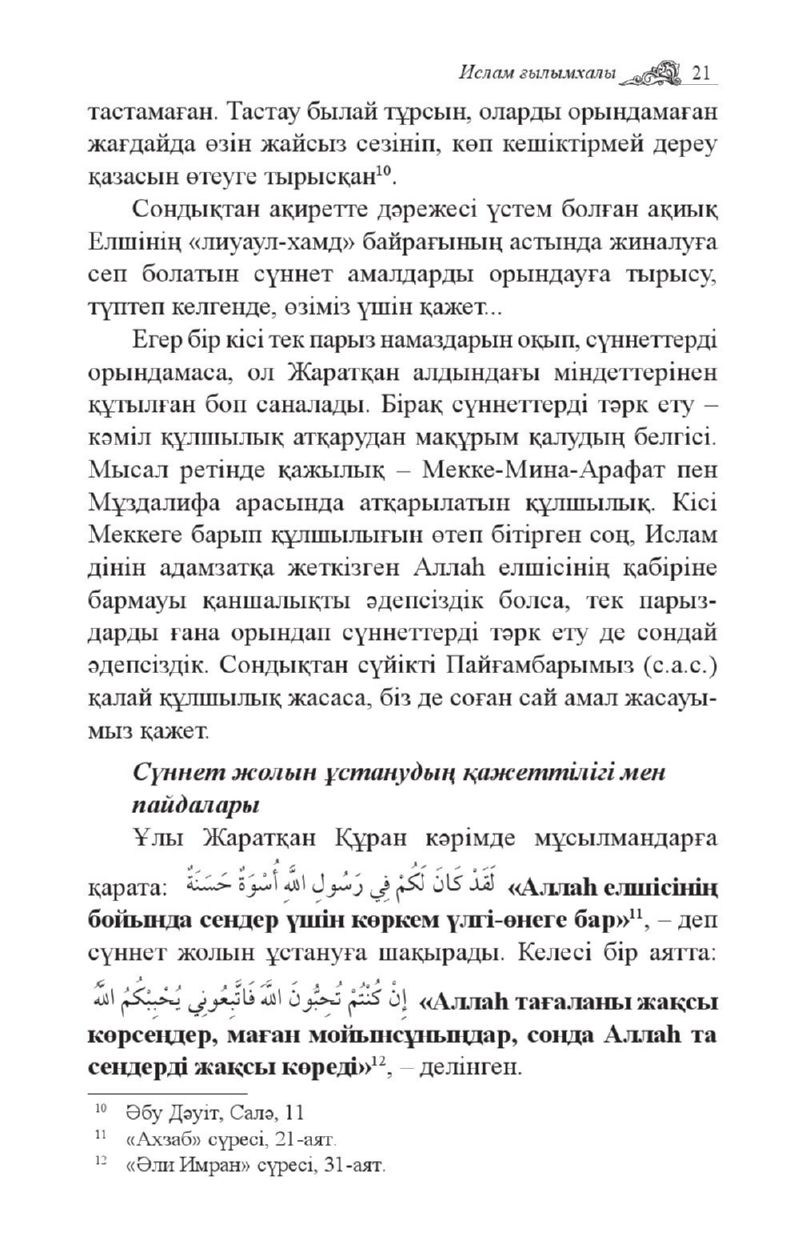 Ислам ғылымхалы 21
тастамаған. Тастау былай тұрсын, оларды орындамаған
жағдайда өзін жайсыз сезініп, көп кешіктірмей дереу
қазасын өтеуге тырысқан¹⁰.
Сондықтан ақиретте дәрежесі үстем болған ақиық
Елшінің «лиуаул-хамд» байрағының астында жиналуға
сеп болатын сүннет амалдарды орындауға тырысу,
түптеп келгенде, өзіміз үшін қажет...
Егер бір кісі тек парыз намаздарын оқып, сүннеттерді
орындамаса, ол Жаратқан алдындағы міндеттерінен
құтылған боп саналады. Бірақ сүннеттерді тәрк ету –
кәміл құлшылық атқарудан мақұрым қалудың белгісі.
Мысал ретінде қажылық – Мекке-Мина-Арафат пен
Мұздалифа арасында атқарылатын құлшылық. Кісі
Меккеге барып құлшылығын өтеп бітірген соң, Ислам
дінін адамзатқа жеткізген Аллаһ елшісінің қабіріне
бармауы қаншалықты әдепсіздік болса, тек парыз-
дарды ғана орындап сүннеттерді тәрк ету де сондай
әдепсіздік. Сондықтан сүйікті Пайғамбарымыз (с.а.с.)
қалай құлшылық жасаса, біз де соған сай амал жасауы-
мыз қажет.
Сүннет жолын ұстанудың қажеттілігі мен
пайдалары
Ұлы Жаратқан Құран кәрімде мұсылмандарға
қарата: لَقَدْ كَانَ لَكُمْ فِي رَسُولِ اللَّهِ أُسْوَةٌ حَسَنَةٌ «Аллаһ елшісінің
бойында сендер үшін көркем үлгі-өнеге бар»¹¹, – деп
сүннет жолын ұстануға шақырады. Келесі бір аятта:
إِنْ كُنْتُمْ تُحِبُّونَ اللَّهَ فَاتَّبِعُونِي يُحْبِبْكُمُ اللَّهُ «Аллаһ тағаланы жақсы
көрсеңдер, маған мойынсұныңдар, сонда Аллаһ та
сендерді жақсы көреді»¹², – делінген.
¹⁰ Әбу Дәуіт, Салә, 11
¹¹ «Ахзаб» сүресі, 21-аят.
¹² «Әли Имран» сүресі, 31-аят.